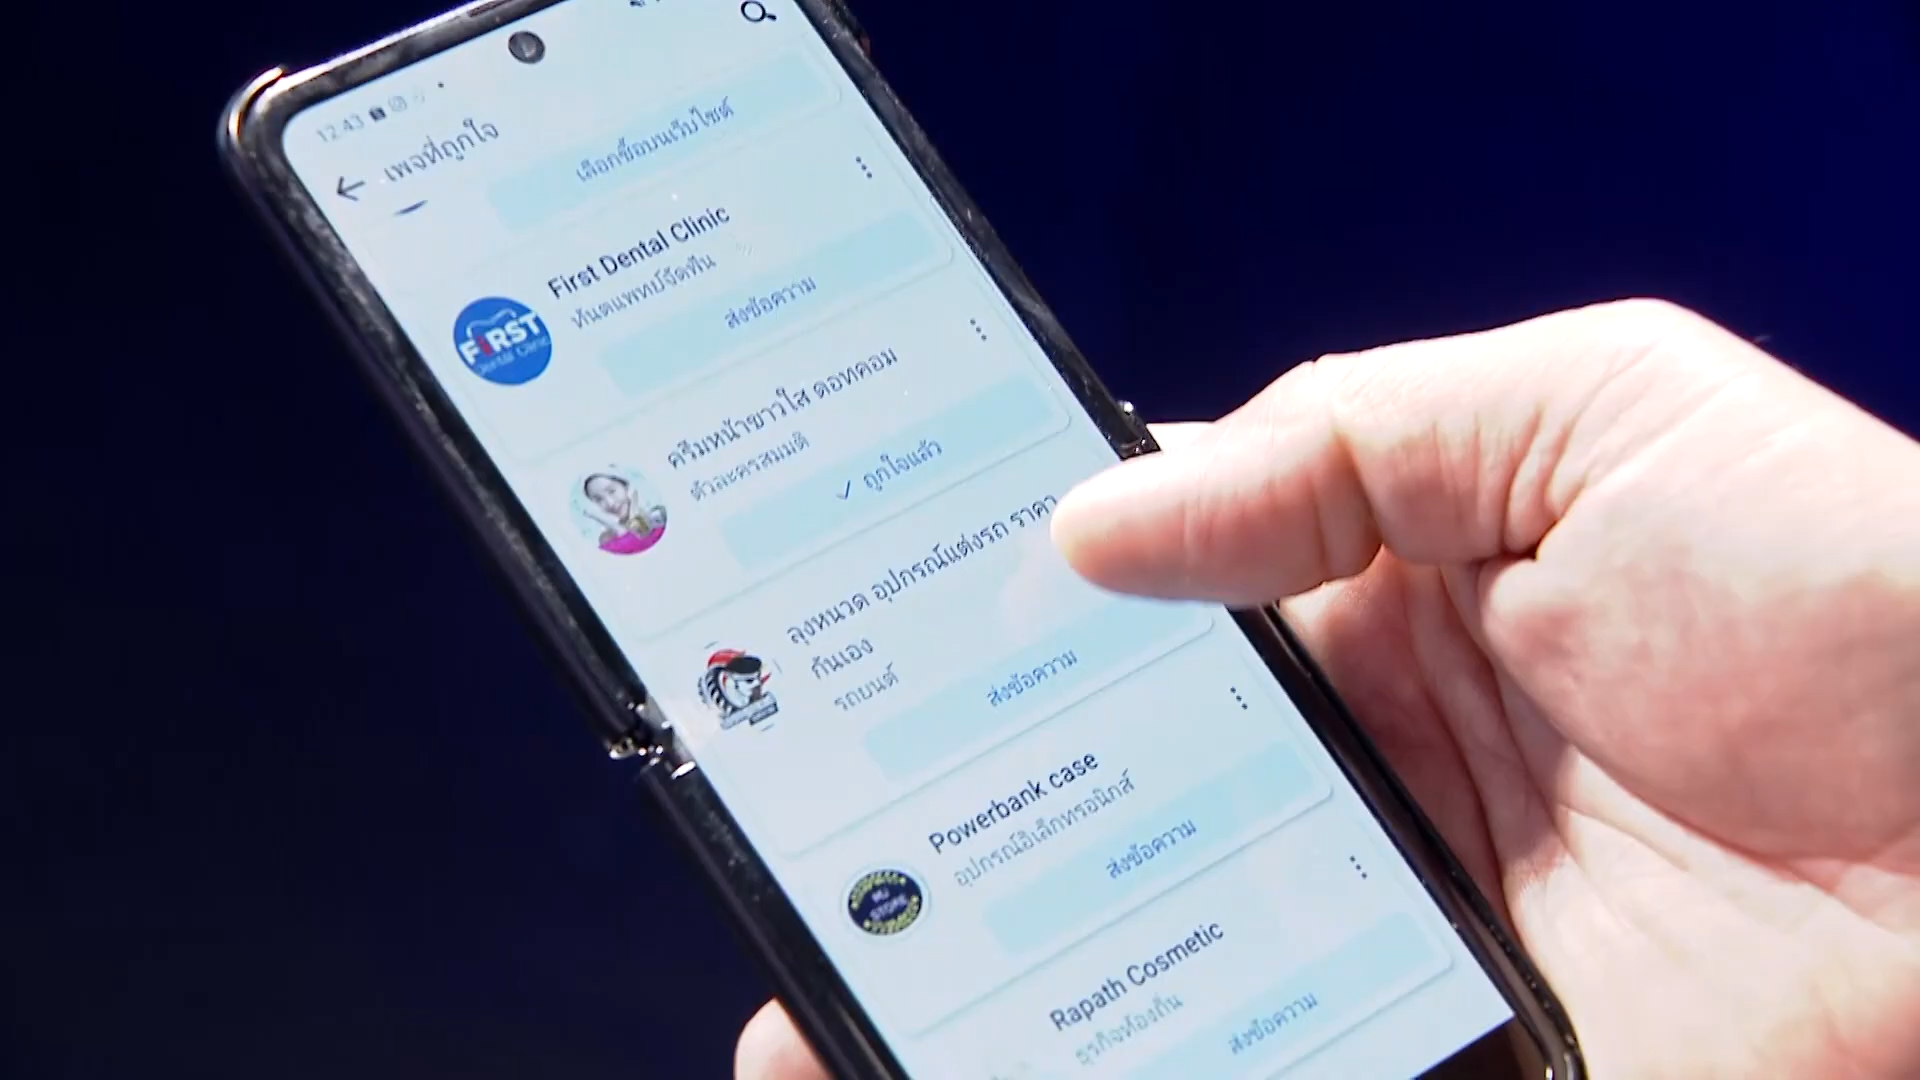 12:43
เพจที่ถูกใจ
เลือกซื้อบนเว็บไซต์
First Dental Clinic
ทันตแพทย์จัดฟัน
FiRST
Dental Clinic
ส่งข้อความ
ครีมหน้าขาวใส ดอทคอม
ตัวละครสมมติ
✓ ถูกใจแล้ว
ลุงหนวด อุปกรณ์แต่งรถ ราคา
กันเอง
รถยนต์
ส่งข้อความ
Powerbank case
อุปกรณ์อิเล็กทรอนิกส์
STORE
ส่งข้อความ
Rapath Cosmetic
ธุรกิจท้องถิ่น
ส่งข้อความ